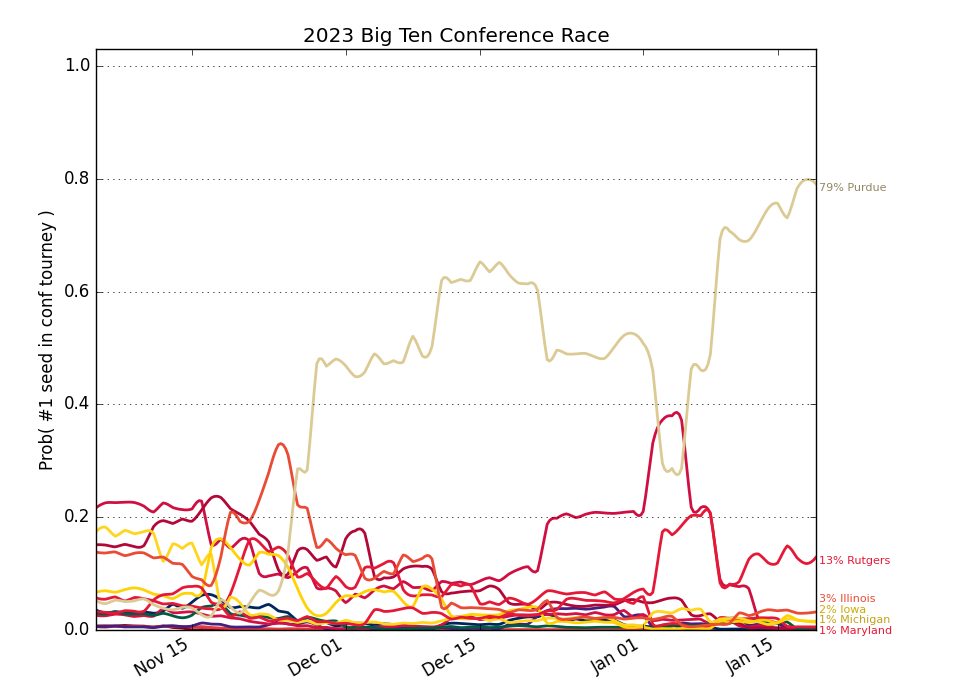 2023 Big Ten Conference Race
Prob( #1 seed in conf tourney )
1.0
0.8
0.6
0.4
0.2
0.0
Nov 15
Dec 01
Dec 15
Jan 01
Jan 15
79% Purdue
13% Rutgers
3% Illinois
2% Iowa
1% Michigan
1% Maryland